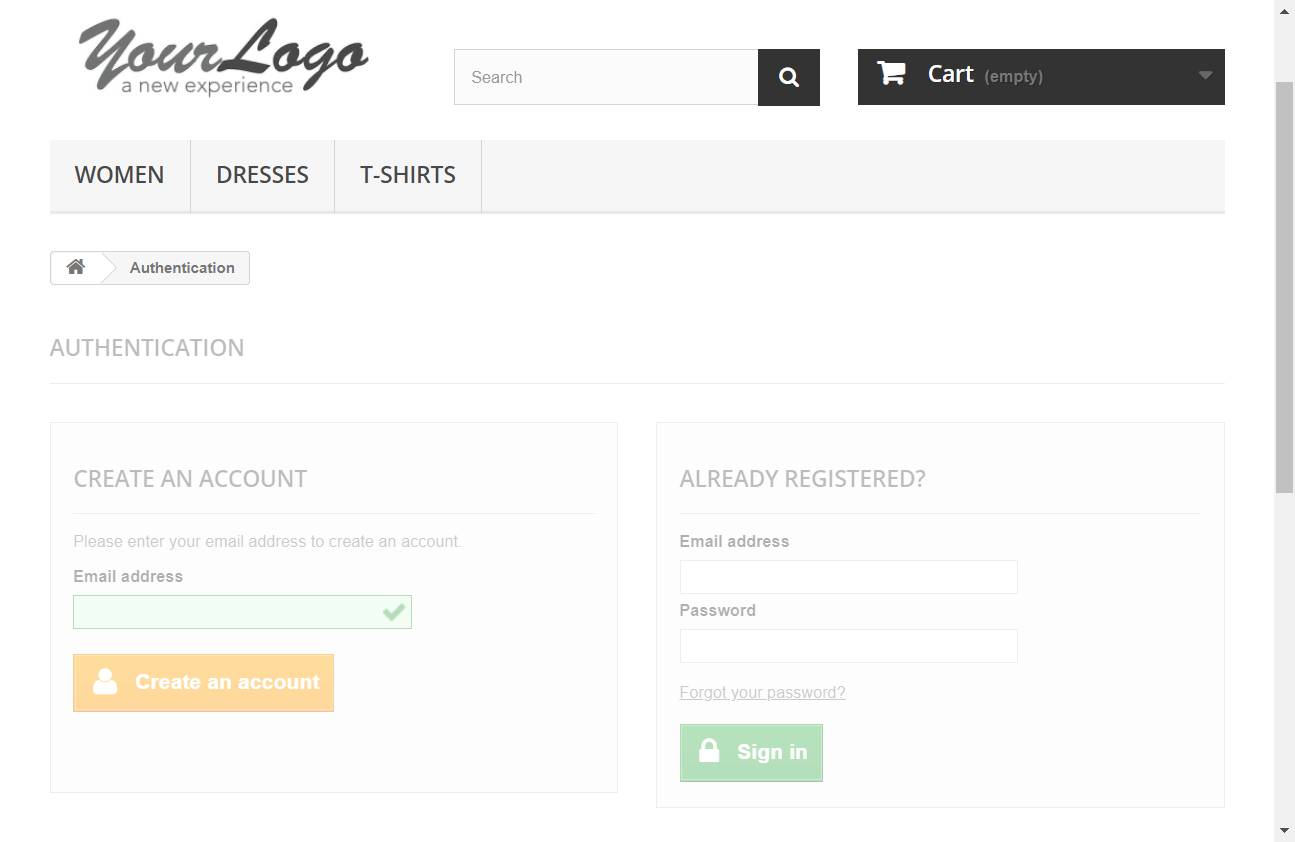 YourLogo
a new experience
Search
Cart (empty)
WOMEN DRESSES T-SHIRTS
Authentication
AUTHENTICATION
CREATE AN ACCOUNT
Please enter your email address to create an account.
Email address
Create an account
ALREADY REGISTERED?
Email address
Password
Forgot your password?
Sign in